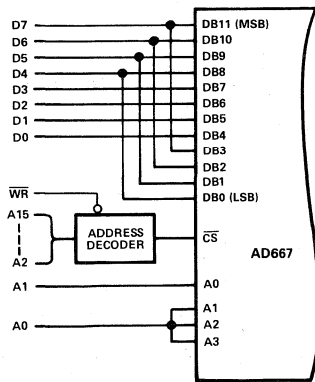 D7
D6
D5
D4
D3
D2
D1
D0
WR
A15
A2
A1
A0
ADDRESS
DECODER
DB11 (MSB)
DB10
DB9
DB8
DB7
DB6
DB5
DB4
DB3
DB2
DB1
DB0 (LSB)
CS
AD667
A0
A1
A2
A3